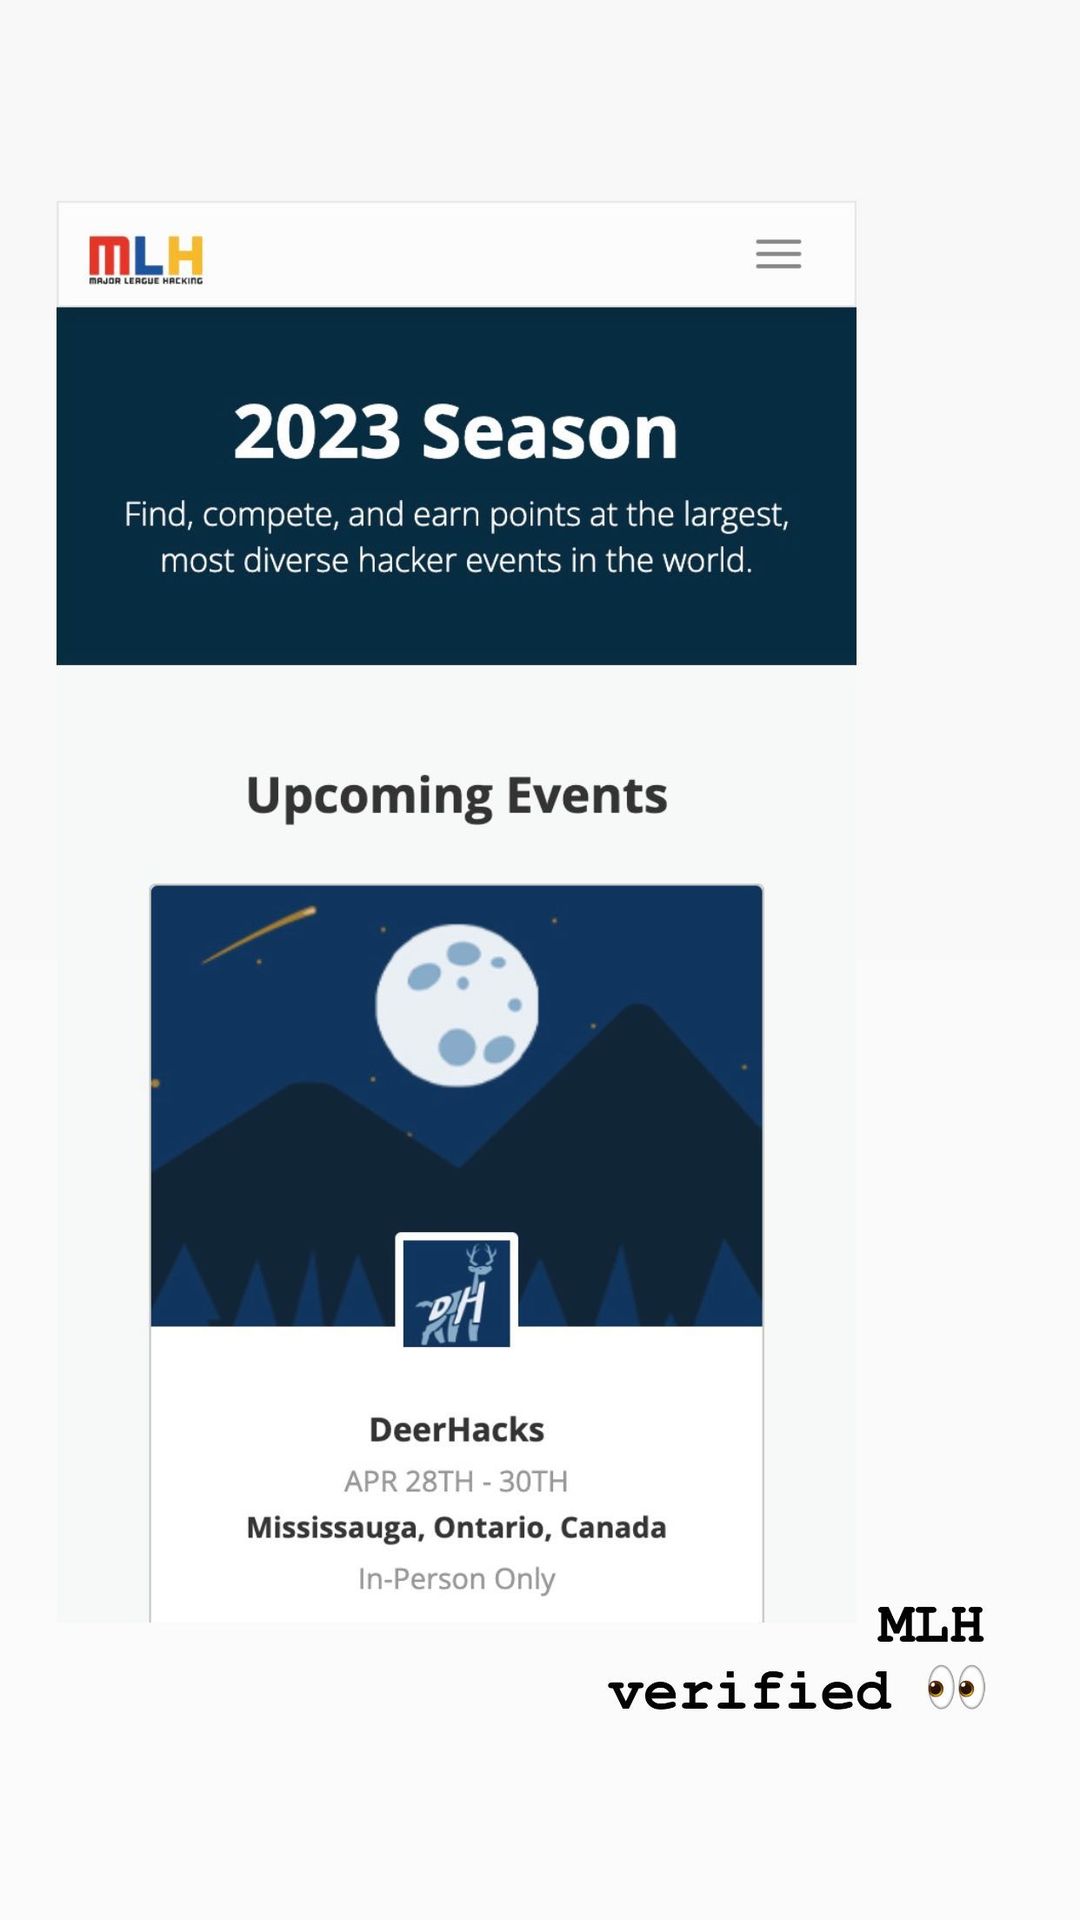 MLH
MAJOR LEAGUE HACKING
2023 Season
Find, compete, and earn points at the largest,
most diverse hacker events in the world.
Upcoming Events
DH
DeerHacks
APR 28TH - 30TH
Mississauga, Ontario, Canada
In-Person Only
MLH
verified 👀